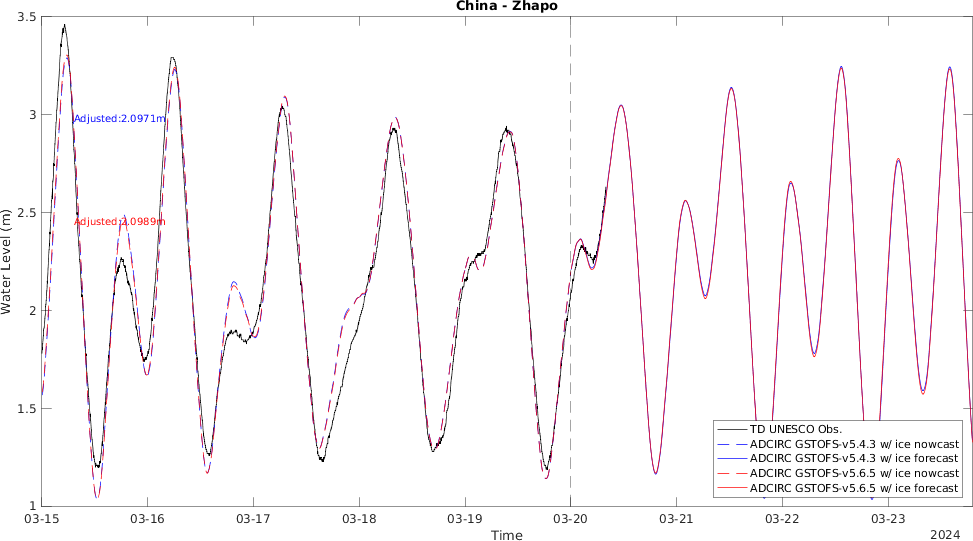 China - Zhapo
3.5
3
2.5
2
1.5
1
Water Level (m)
Adjusted:2.0971m
Adjusted:2.0989m
TD UNESCO Obs.
ADCIRC GSTOFS-v5.4.3 w/ ice nowcast
ADCIRC GSTOFS-v5.4.3 w/ ice forecast
ADCIRC GSTOFS-v5.6.5 w/ ice nowcast
ADCIRC GSTOFS-v5.6.5 w/ ice forecast
03-15 03-16 03-17 03-18 03-19 03-20 03-21 03-22 03-23
Time
2024